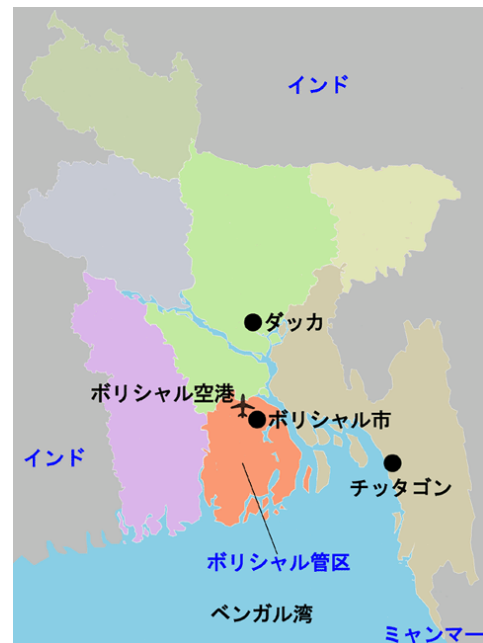 インド
ダッカ
ボリシャル空港
ボリシャル市
インド
チッタゴン
ボリシャル管区
ベンガル湾
ミャンマー